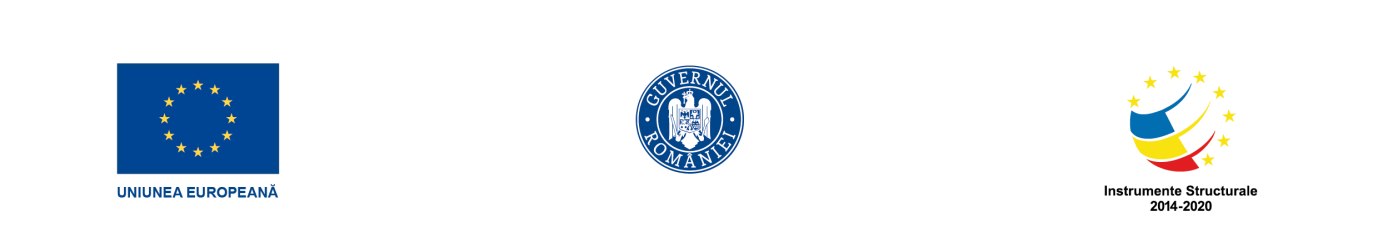 UNIUNEA EUROPEANĂ
GUVERNUL
ROMÂNIEI
Instrumente Structurale
2014-2020